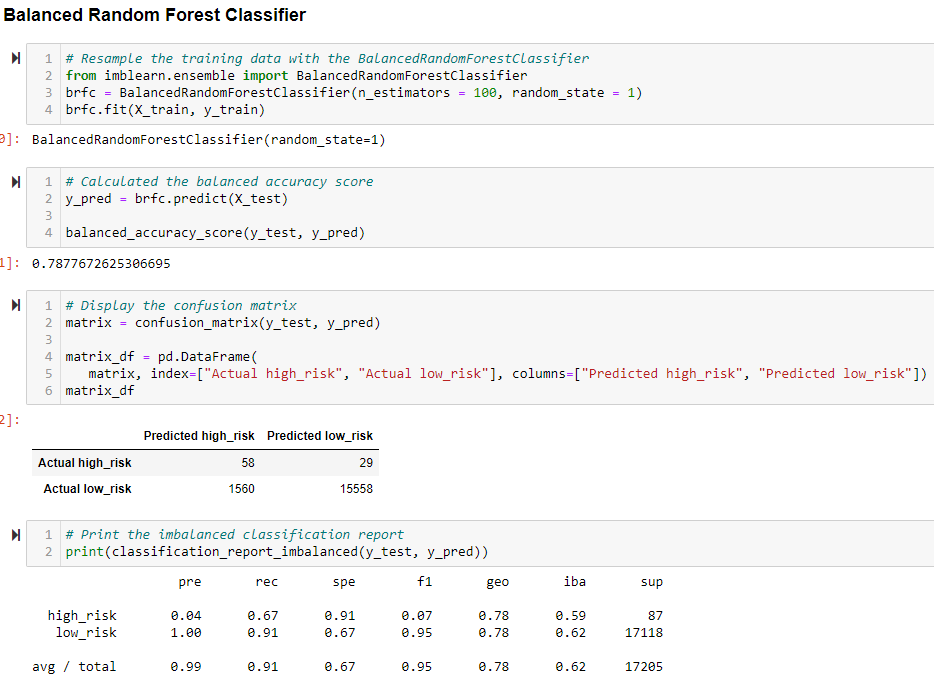 Balanced Random Forest Classifier
1 # Resample the training data with the BalancedRandomForestClassifier
2 from imblearn.ensemble import BalancedRandomForestClassifier
3 brfc = BalancedRandomForestClassifier(n_estimators = 100, random_state = 1)
4 brfc.fit(X_train, y_train)
0]: BalancedRandomForestClassifier(random_state=1)
1 # Calculated the balanced accuracy score
2 y_pred = brfc.predict(X_test)
3
4 balanced_accuracy_score(y_test, y_pred)
1]: 0.7877672625306695
1 # Display the confusion matrix
2 matrix = confusion_matrix(y_test, y_pred)
3
4 matrix_df = pd.DataFrame(
5    matrix, index=["Actual high_risk", "Actual low_risk"], columns=["Predicted high_risk", "Predicted low_risk"])
6 matrix_df
2]:
Predicted high_risk Predicted low_risk
Actual high_risk 58 29
Actual low_risk 1560 15558
1 # Print the imbalanced classification report
2 print(classification_report_imbalanced(y_test, y_pred))
pre rec spe f1 geo iba sup
high_risk 0.04 0.67 0.91 0.07 0.78 0.59 87
low_risk 1.00 0.91 0.67 0.95 0.78 0.62 17118
avg / total 0.99 0.91 0.67 0.95 0.78 0.62 17205